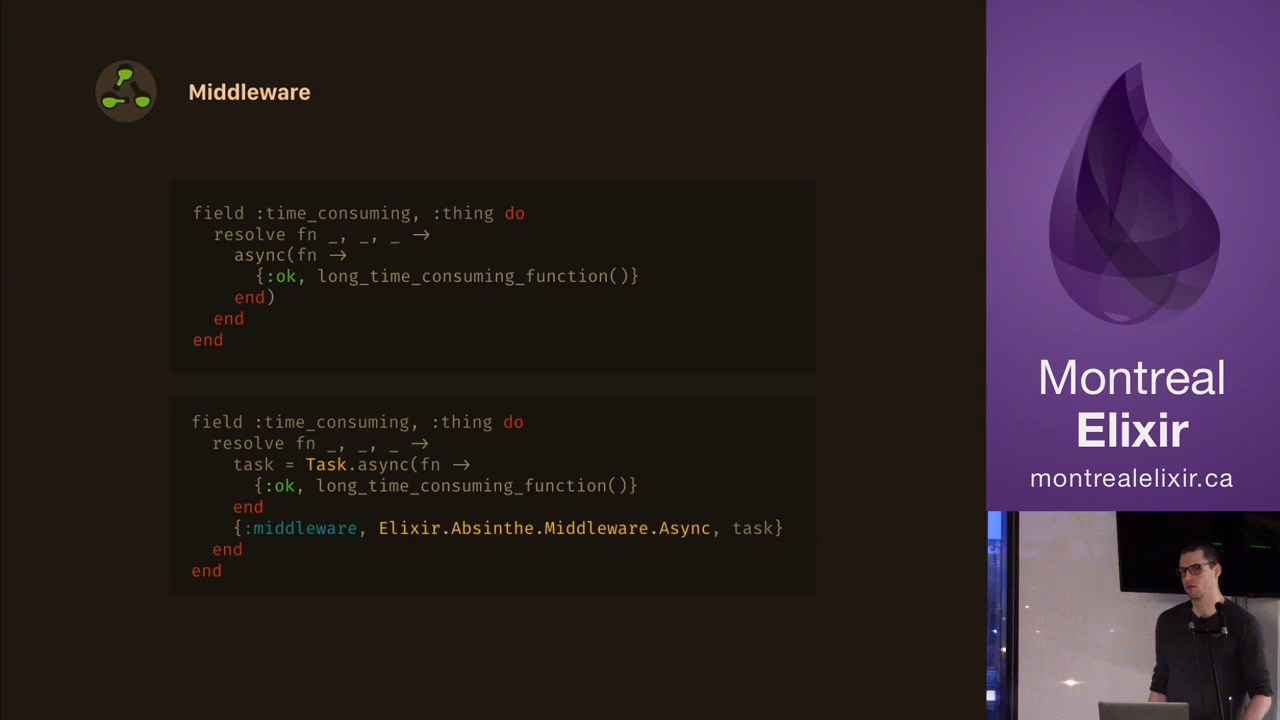 Middleware
field :time_consuming, :thing do
  resolve fn _, _, _ ->
    async(fn ->
      {:ok, long_time_consuming_function()}
    end)
  end
end
field :time_consuming, :thing do
  resolve fn _, _, _ ->
    task = Task.async(fn ->
      {:ok, long_time_consuming_function()}
    end
    {:middleware, Elixir.Absinthe.Middleware.Async, task}
  end
end
Montreal
Elixir
montrealelixir.ca